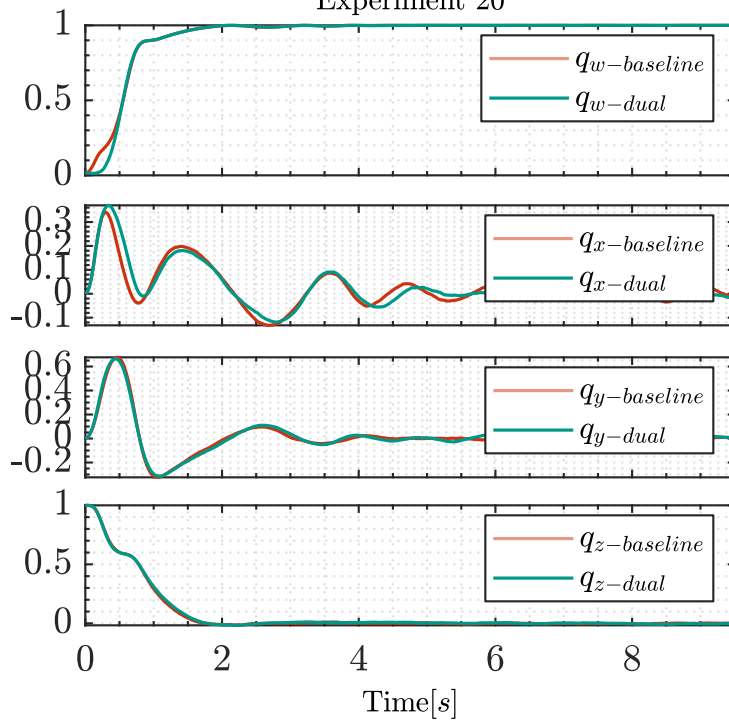 Experiment 20
1
0.5
0
q_{w-baseline}
q_{w-dual}
0.3
0.2
0.1
0
-0.1
q_{x-baseline}
q_{x-dual}
0.6
0.4
0.2
0
-0.2
q_{y-baseline}
q_{y-dual}
1
0.5
0
q_{z-baseline}
q_{z-dual}
0 2 4 6 8
Time[s]